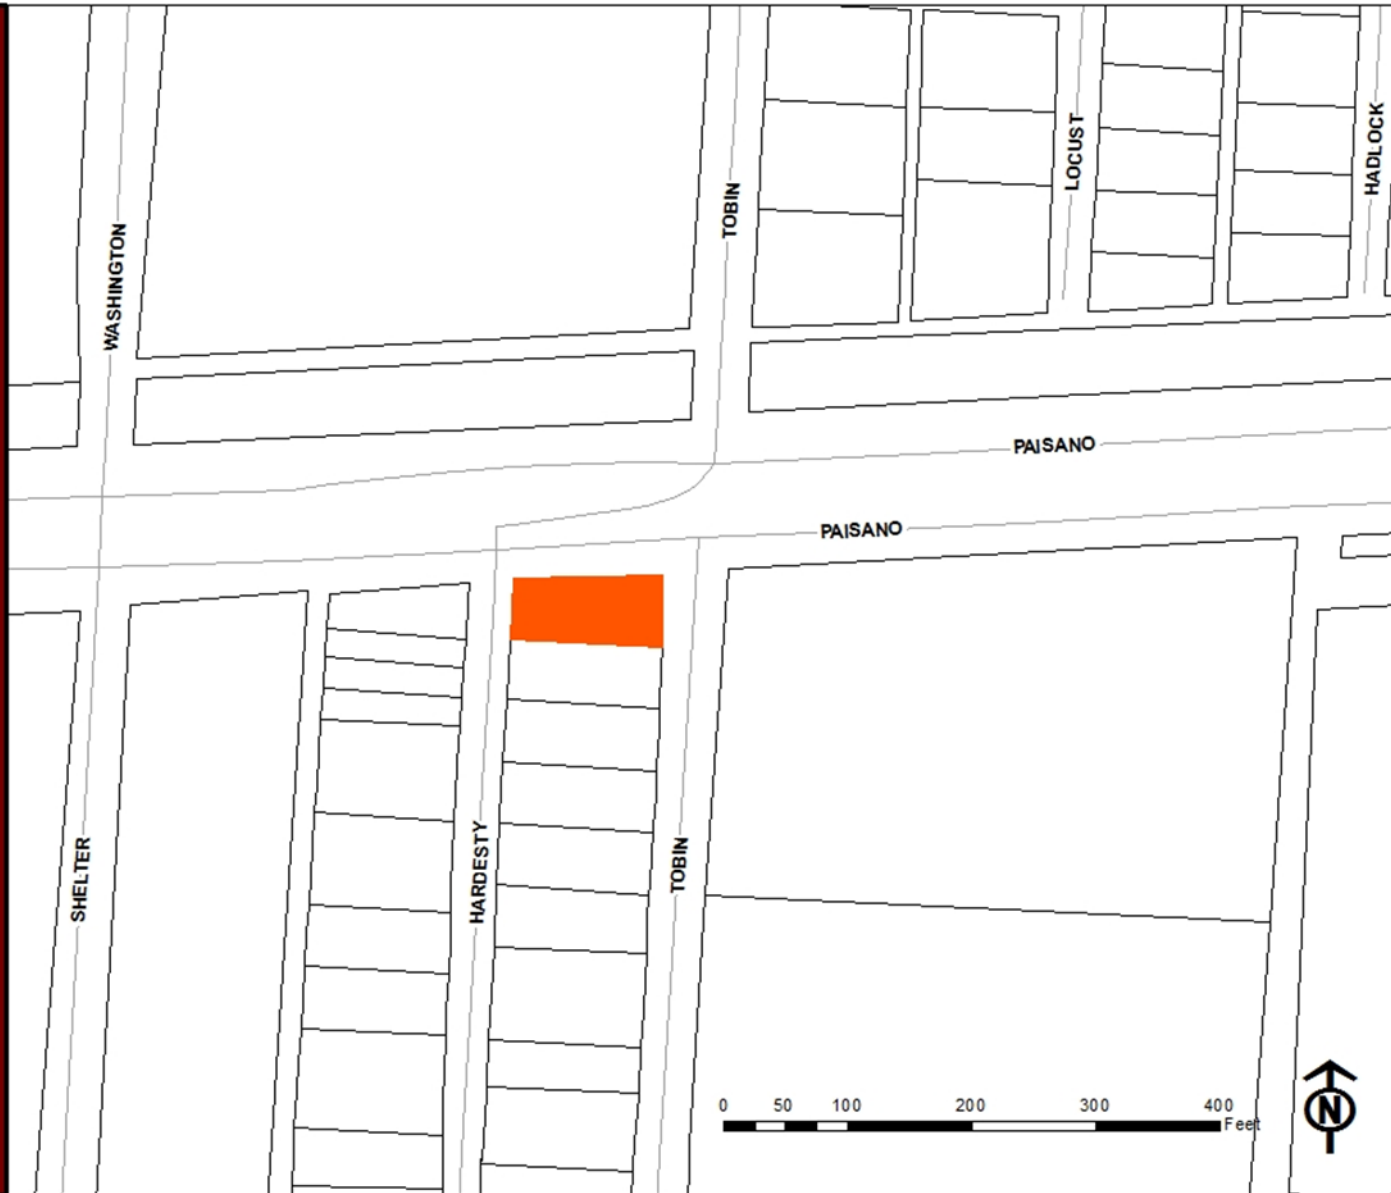 HADLOCK
LOCUST
TOBIN
WASHINGTON
PAISANO
PAISANO
SHELTER
HARDESTY
TOBIN
0 50 100 200 300 400
Feet
N